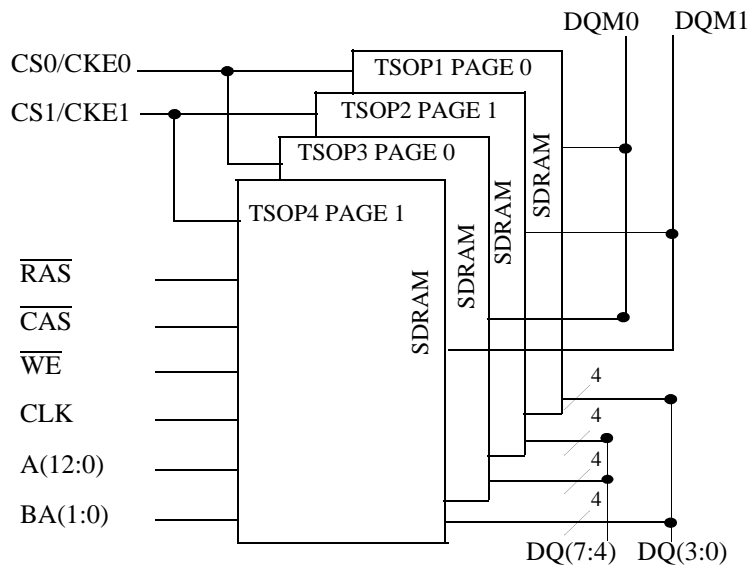 DQM0 DQM1
CS0/CKE0
TSOP1 PAGE 0
CS1/CKE1
TSOP2 PAGE 1
TSOP3 PAGE 0
TSOP4 PAGE 1
SDRAM
SDRAM
SDRAM
SDRAM
RAS
CAS
WE
CLK
A(12:0)
BA(1:0)
4
4
4
4
DQ(7:4) DQ(3:0)